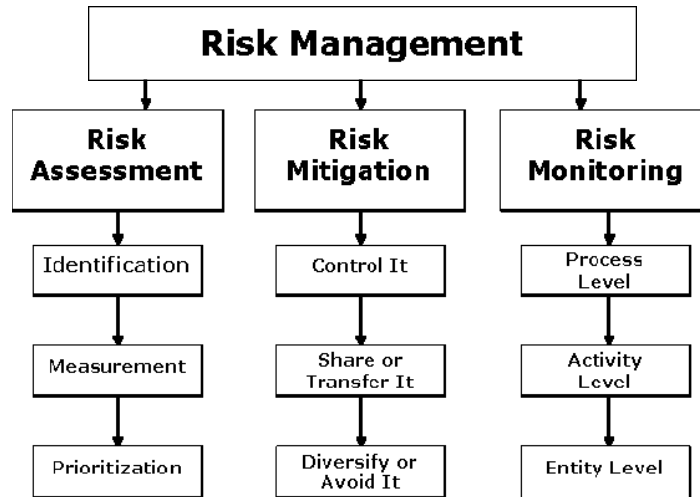 Risk Management
Risk
Assessment
Risk
Mitigation
Risk
Monitoring
Identification
Control It
Process
Level
Measurement
Share or
Transfer It
Activity
Level
Prioritization
Diversify or
Avoid It
Entity Level